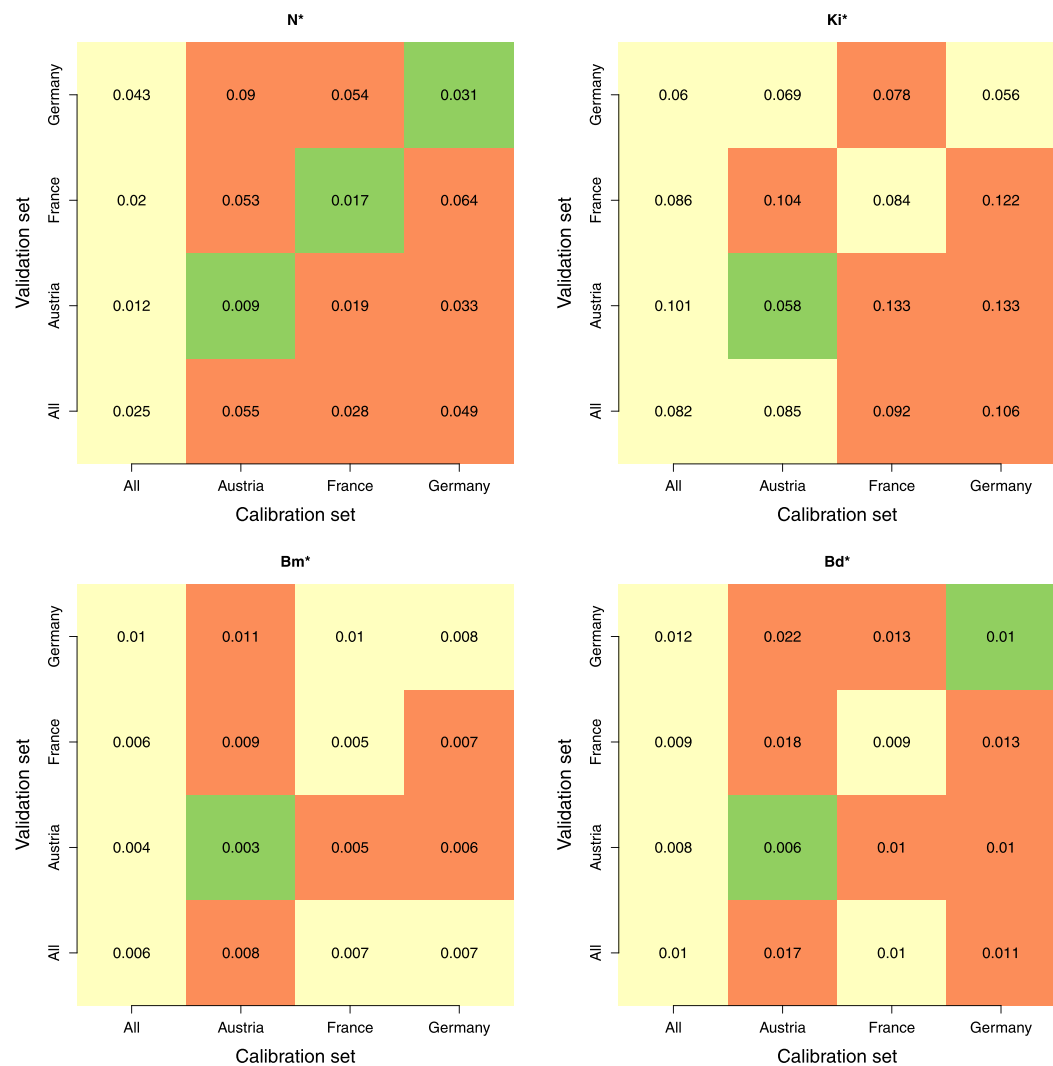 N*
Validation set
Germany
0.043 0.09 0.054 0.031
France
0.02 0.053 0.017 0.064
Austria
0.012 0.009 0.019 0.033
All
0.025 0.055 0.028 0.049
All Austria France Germany
Calibration set
Ki*
Validation set
Germany
0.06 0.069 0.078 0.056
France
0.086 0.104 0.084 0.122
Austria
0.101 0.058 0.133 0.133
All
0.082 0.085 0.092 0.106
All Austria France Germany
Calibration set
Bm*
Validation set
Germany
0.01 0.011 0.01 0.008
France
0.006 0.009 0.005 0.007
Austria
0.004 0.003 0.005 0.006
All
0.006 0.008 0.007 0.007
All Austria France Germany
Calibration set
Bd*
Validation set
Germany
0.012 0.022 0.013 0.01
France
0.009 0.018 0.009 0.013
Austria
0.008 0.006 0.01 0.01
All
0.01 0.017 0.01 0.011
All Austria France Germany
Calibration set